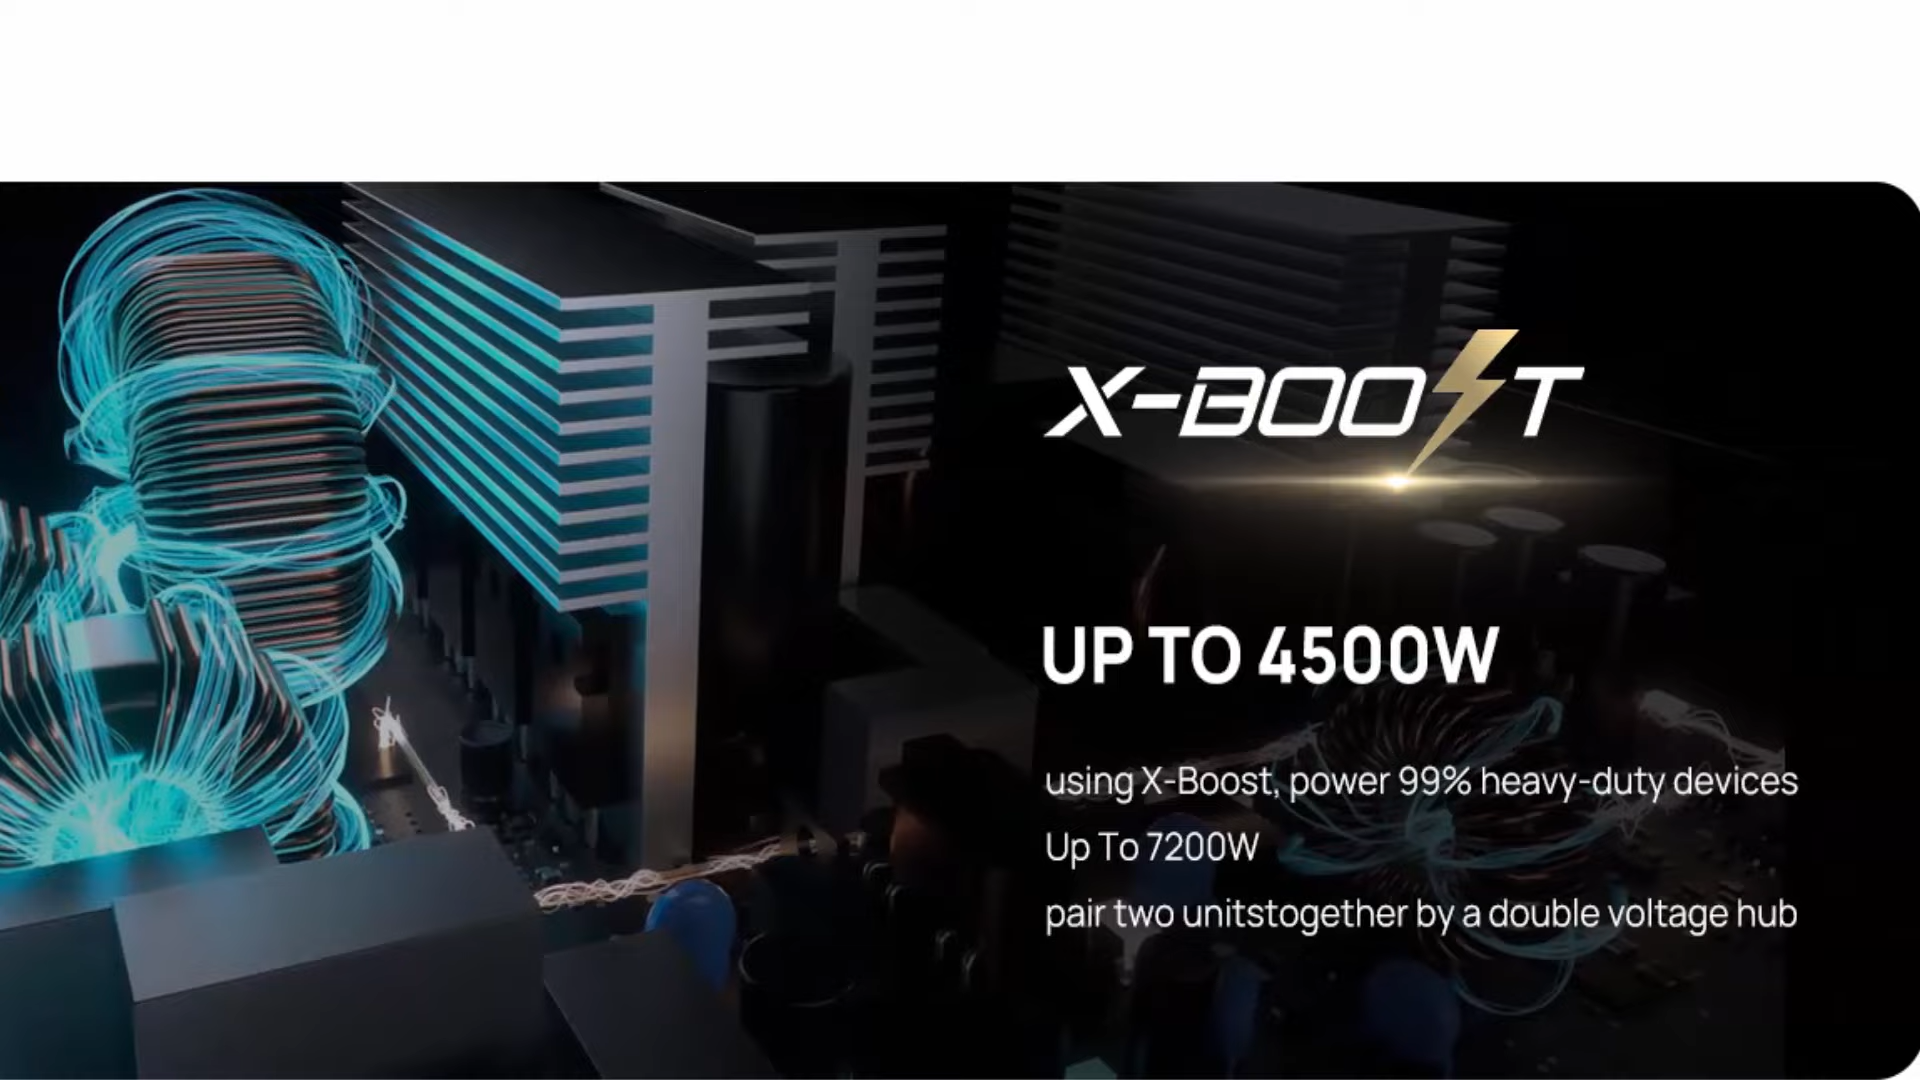 X-BOOST
UP TO 4500W
using X-Boost, power 99% heavy-duty devices
Up To 7200W
pair two unitstogether by a double voltage hub